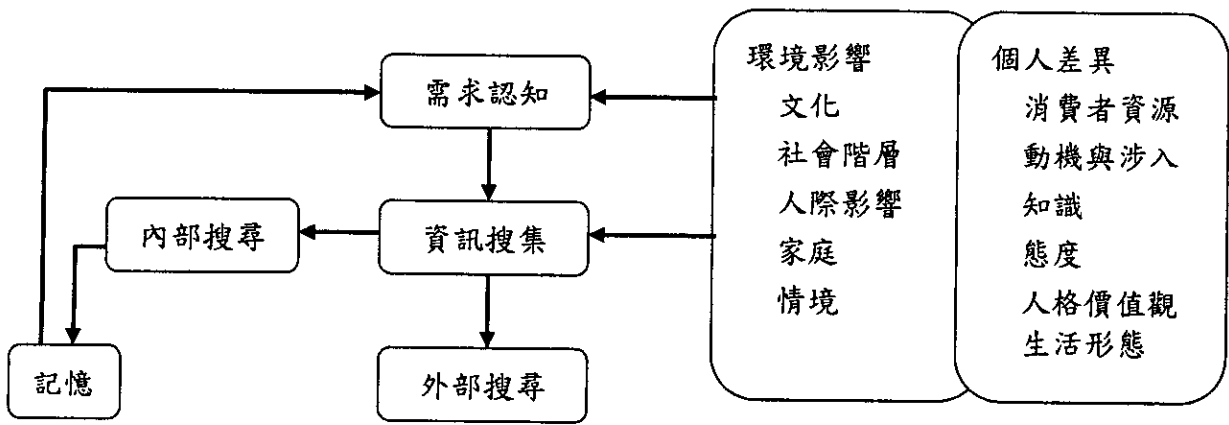 需求認知
資訊搜集
內部搜尋
記憶
外部搜尋
環境影響
文化
社會階層
人際影響
家庭
情境
個人差異
消費者資源
動機與涉入
知識
態度
人格價值觀
生活形態